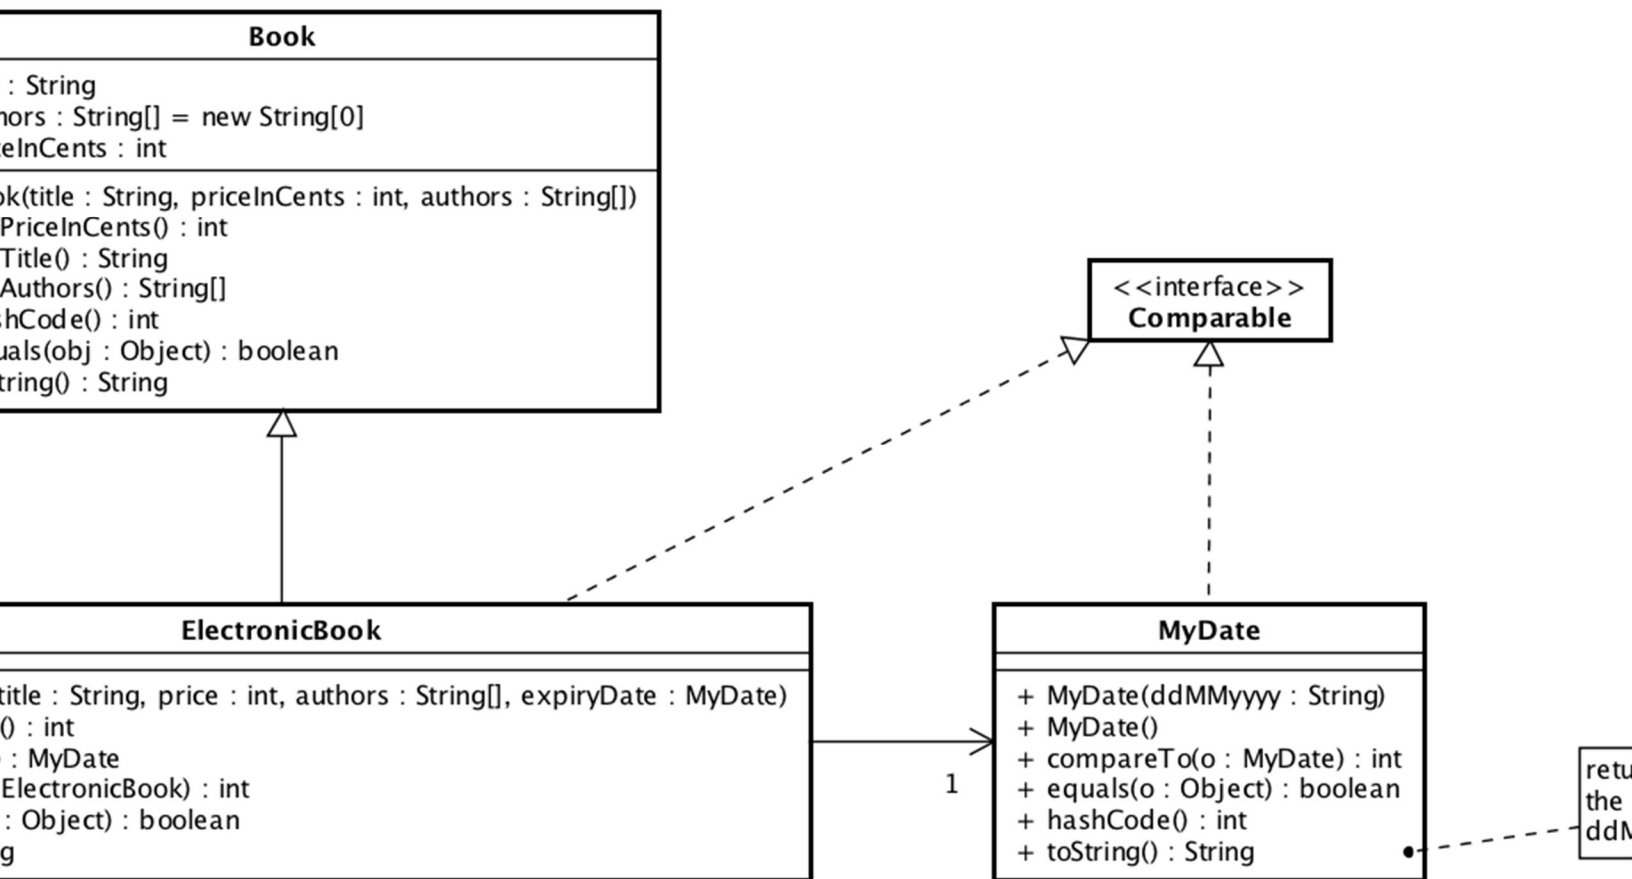 Book
: String
hors : String[] = new String[0]
eInCents : int
ok(title : String, priceInCents : int, authors : String[])
PriceInCents() : int
Title() : String
Authors() : String[]
shCode() : int
uals(obj : Object) : boolean
tring() : String
<<interface>>
Comparable
ElectronicBook
title : String, price : int, authors : String[], expiryDate : MyDate)
() : int
) : MyDate
ElectronicBook) : int
: Object) : boolean
g
1
MyDate
+ MyDate(ddMMyyyy : String)
+ MyDate()
+ compareTo(o : MyDate) : int
+ equals(o : Object) : boolean
+ hashCode() : int
+ toString() : String
retu
the
ddM